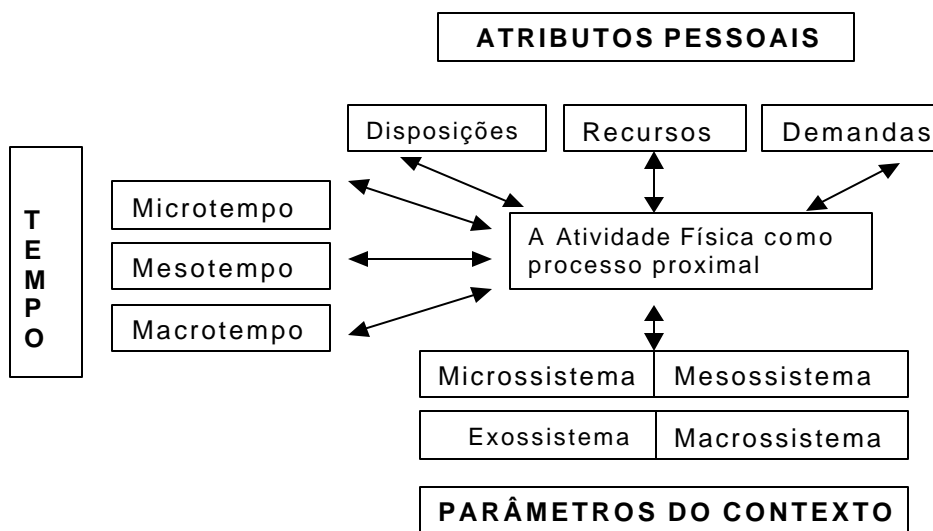 ATRIBUTOS PESSOAIS
Disposições
Recursos
Demandas
TEMPO
Microtempo
Mesotempo
Macrotempo
A Atividade Física como
processo proximal
Microssistema
Mesossistema
Exossistema
Macrossistema
PARÂMETROS DO CONTEXTO